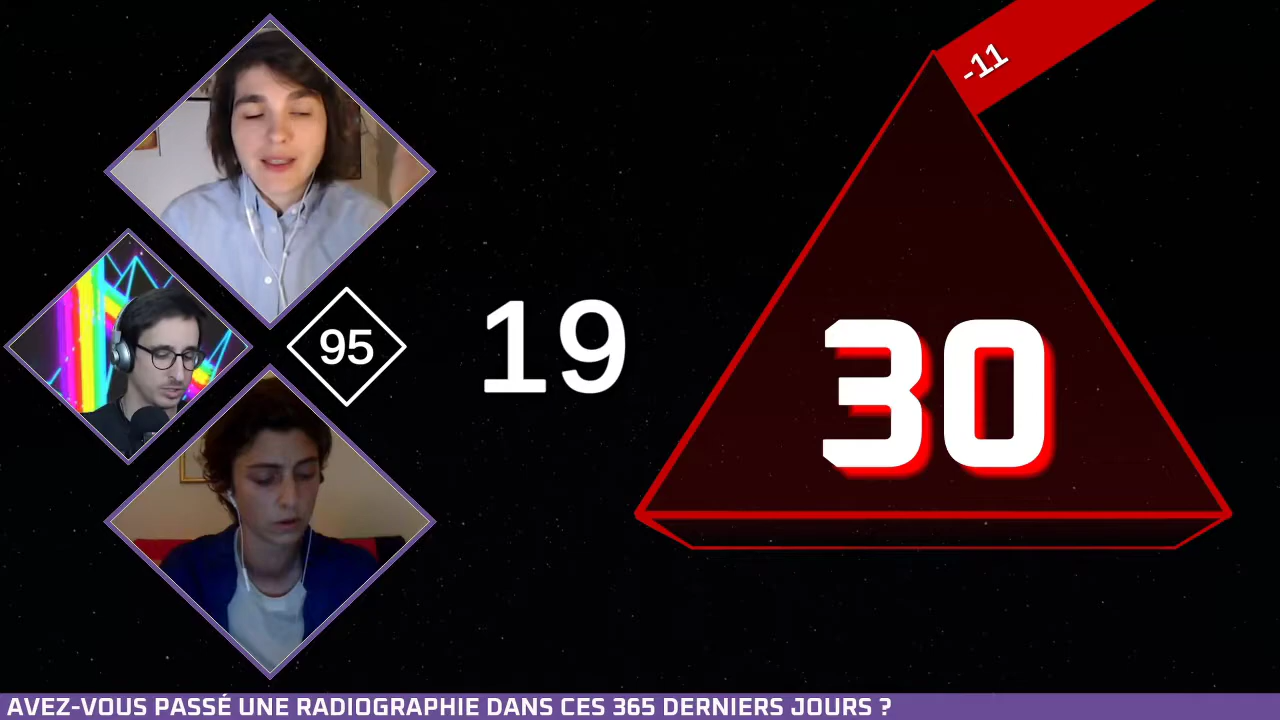 -11
95
19
30
AVEZ-VOUS PASSÉ UNE RADIOGRAPHIE DANS CES 365 DERNIERS JOURS ?